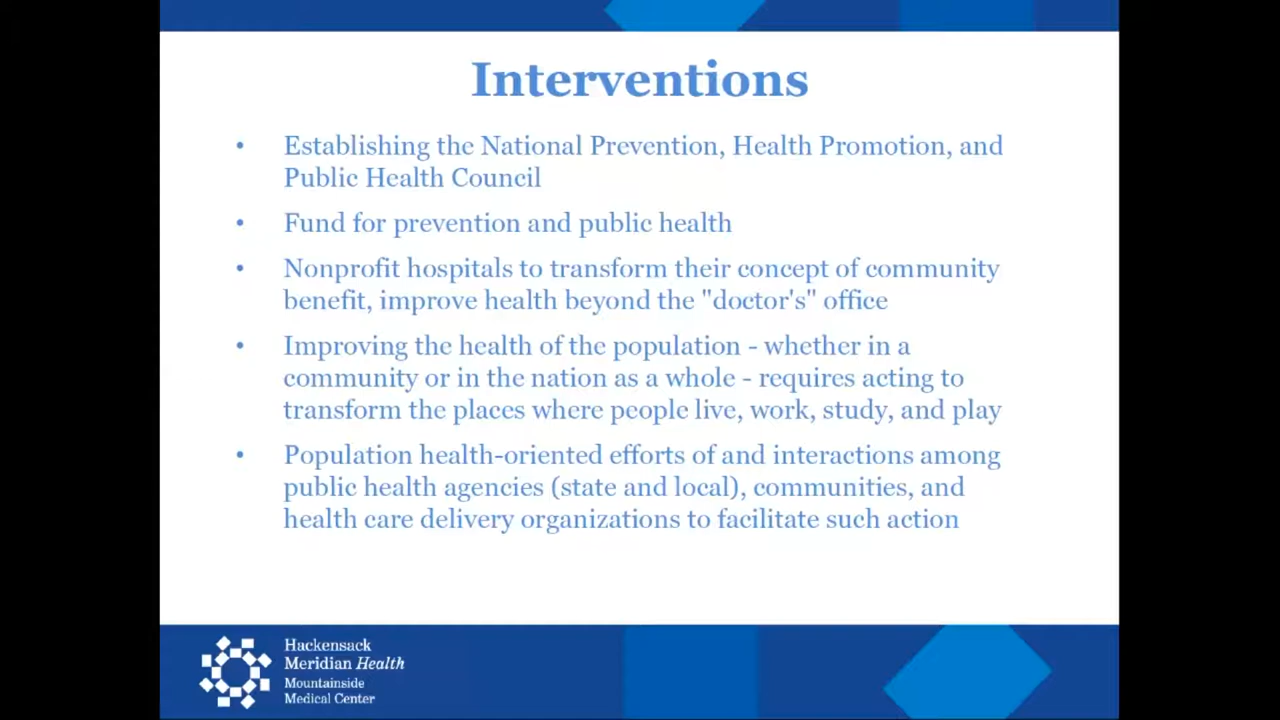 Interventions
• Establishing the National Prevention, Health Promotion, and
Public Health Council
• Fund for prevention and public health
• Nonprofit hospitals to transform their concept of community
benefit, improve health beyond the "doctor's" office
• Improving the health of the population - whether in a
community or in the nation as a whole - requires acting to
transform the places where people live, work, study, and play
• Population health-oriented efforts of and interactions among
public health agencies (state and local), communities, and
health care delivery organizations to facilitate such action
Hackensack
Meridian Health
Mountainside
Medical Center